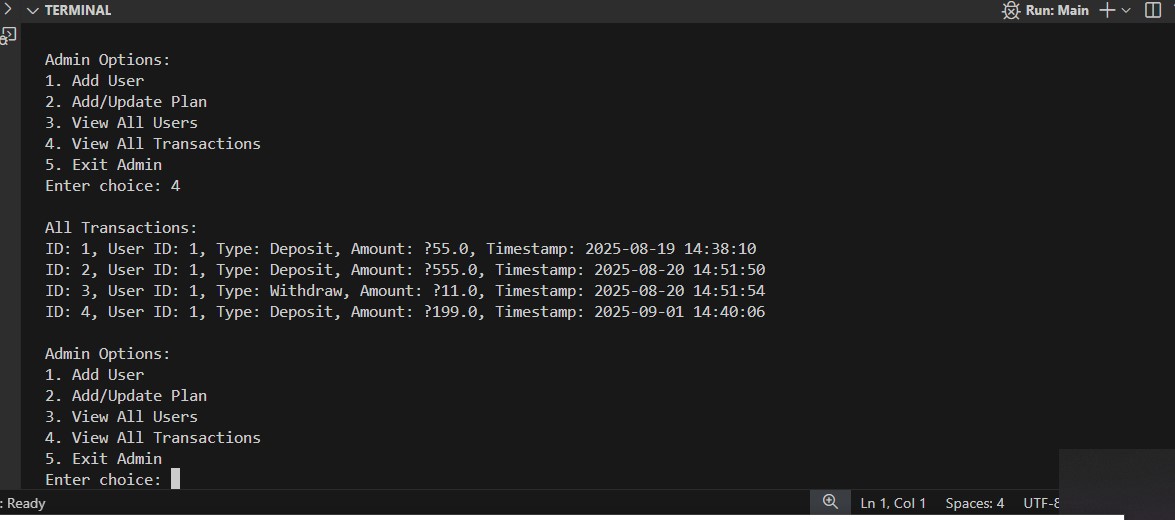 TERMINAL
Run: Main
Admin Options:
1. Add User
2. Add/Update Plan
3. View All Users
4. View All Transactions
5. Exit Admin
Enter choice: 4
All Transactions:
ID: 1, User ID: 1, Type: Deposit, Amount: ?55.0, Timestamp: 2025-08-19 14:38:10
ID: 2, User ID: 1, Type: Deposit, Amount: ?555.0, Timestamp: 2025-08-20 14:51:50
ID: 3, User ID: 1, Type: Withdraw, Amount: ?11.0, Timestamp: 2025-08-20 14:51:54
ID: 4, User ID: 1, Type: Deposit, Amount: ?199.0, Timestamp: 2025-09-01 14:40:06
Admin Options:
1. Add User
2. Add/Update Plan
3. View All Users
4. View All Transactions
5. Exit Admin
Enter choice:
: Ready
Ln 1, Col 1
Spaces: 4
UTF-8